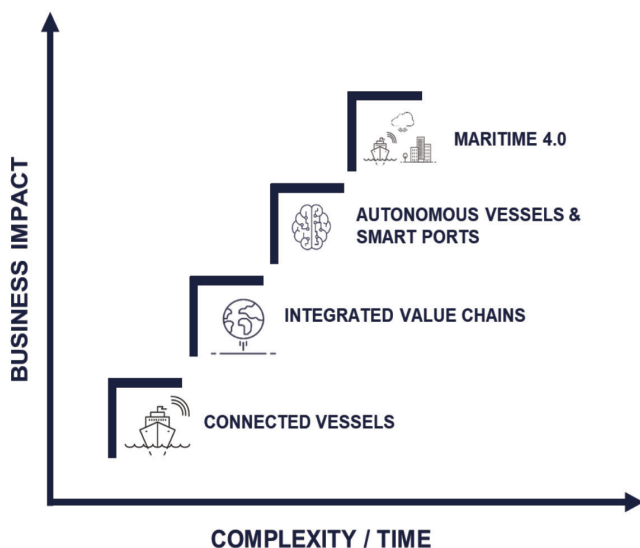 MARITIME 4.0
AUTONOMOUS VESSELS &
SMART PORTS
INTEGRATED VALUE CHAINS
CONNECTED VESSELS
BUSINESS IMPACT
COMPLEXITY / TIME